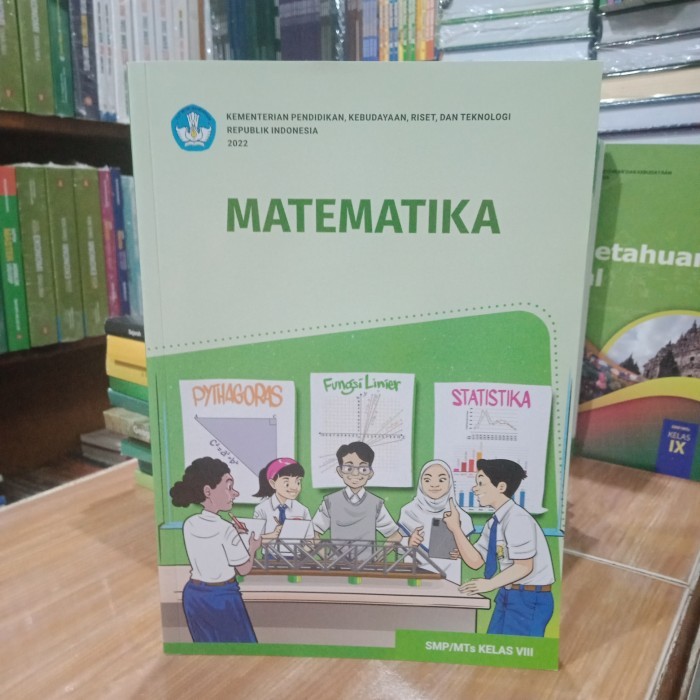 KEMENTERIAN PENDIDIKAN, KEBUDAYAAN, RISET, DAN TEKNOLOGI
REPUBLIK INDONESIA
2022
MATEMATIKA
PYTHAGORAS
Fungsi Linier
STATISTIKA
SMP/MTs KELAS VIII
etahuan
KELAS
IX